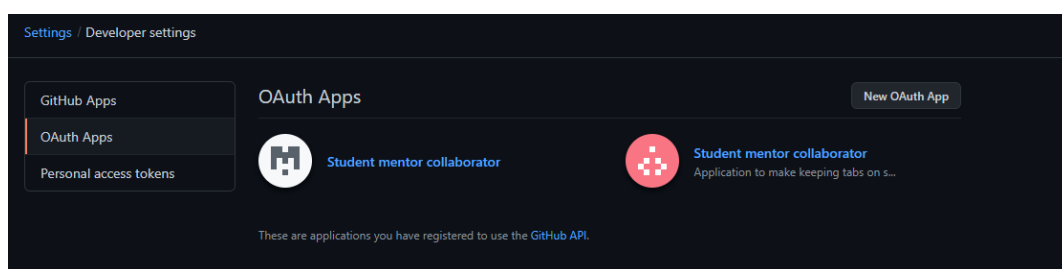 Settings / Developer settings
GitHub Apps
OAuth Apps
Personal access tokens
OAuth Apps
New OAuth App
Student mentor collaborator
Student mentor collaborator
Application to make keeping tabs on s...
These are applications you have registered to use the GitHub API.